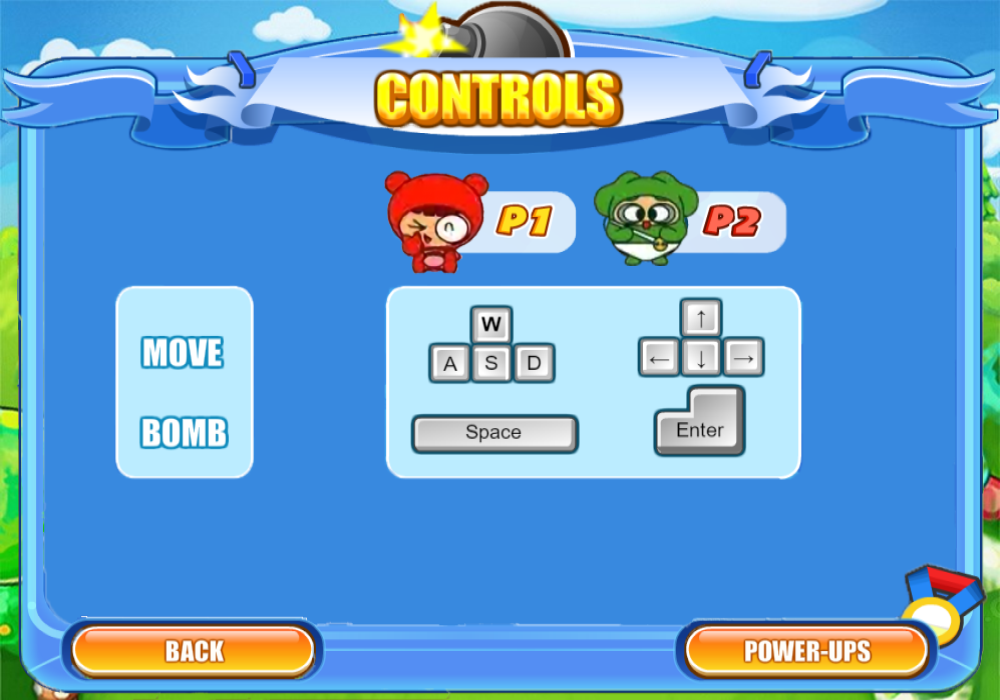 CONTROLS
P1
P2
MOVE
W
A S D
↑
← ↓ →
BOMB
Space
Enter
BACK
POWER-UPS